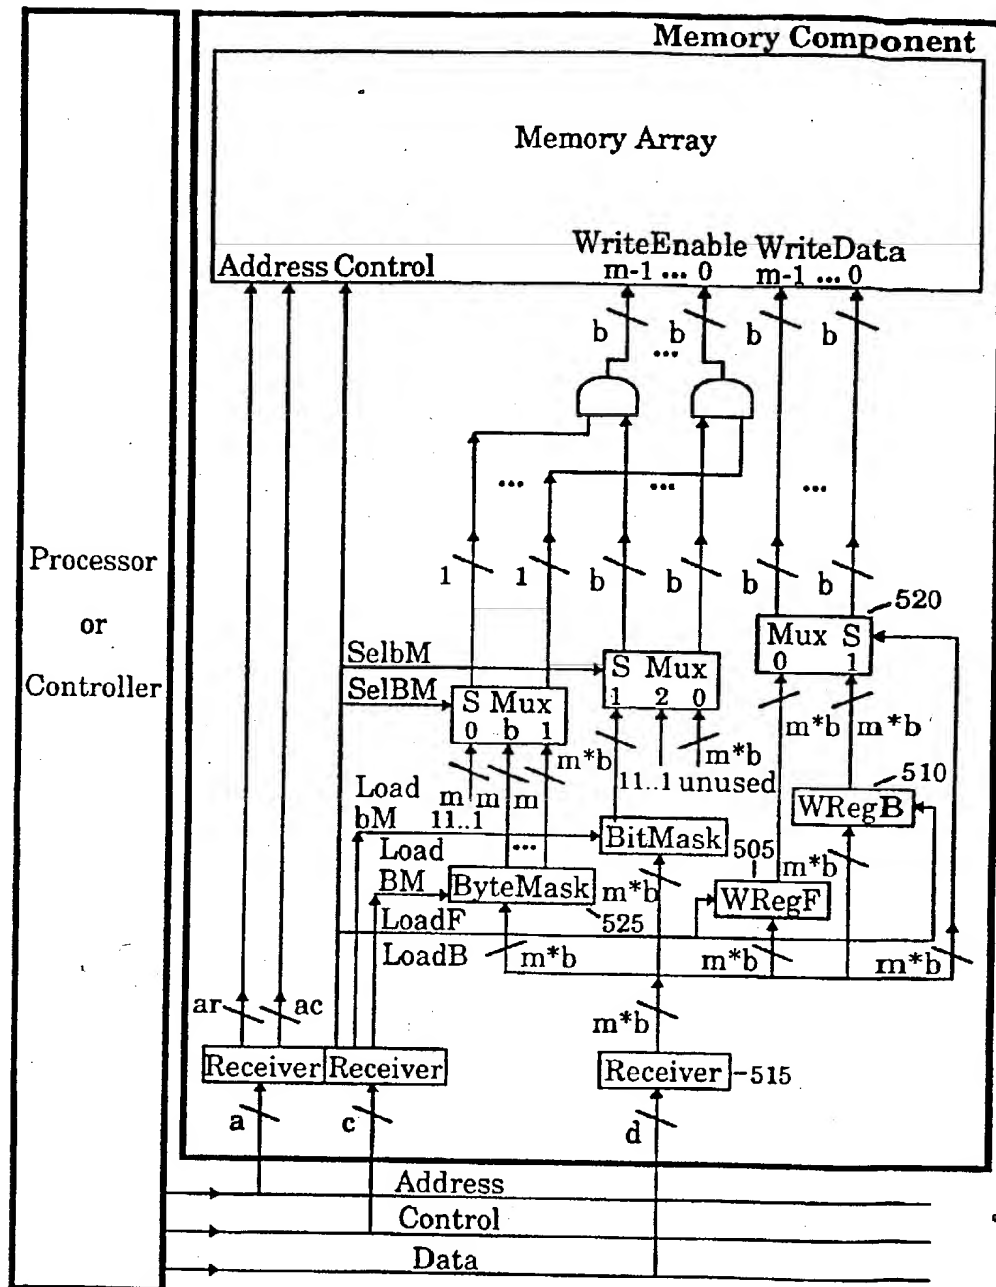 Memory Component
Memory Array
WriteEnable WriteData
Address Control m-1 ... 0 m-1 ... 0
b b b b
...
... ... ...
Processor
or
Controller
1 1 b b b b
520
Mux S
0 1
SelbM
S Mux
1 2 0
SelBM
S Mux
0 b 1
m*b m*b
m*b m*b
11..1 unused
510
WRegB
Load m m m
bM 11..1
BitMask
Load ...
BM
ByteMask
525
m*b
505
m*b
WRegF
LoadF
LoadB m*b m*b m*b
ar ac
m*b
Receiver Receiver Receiver 515
a c d
Address
Control
Data